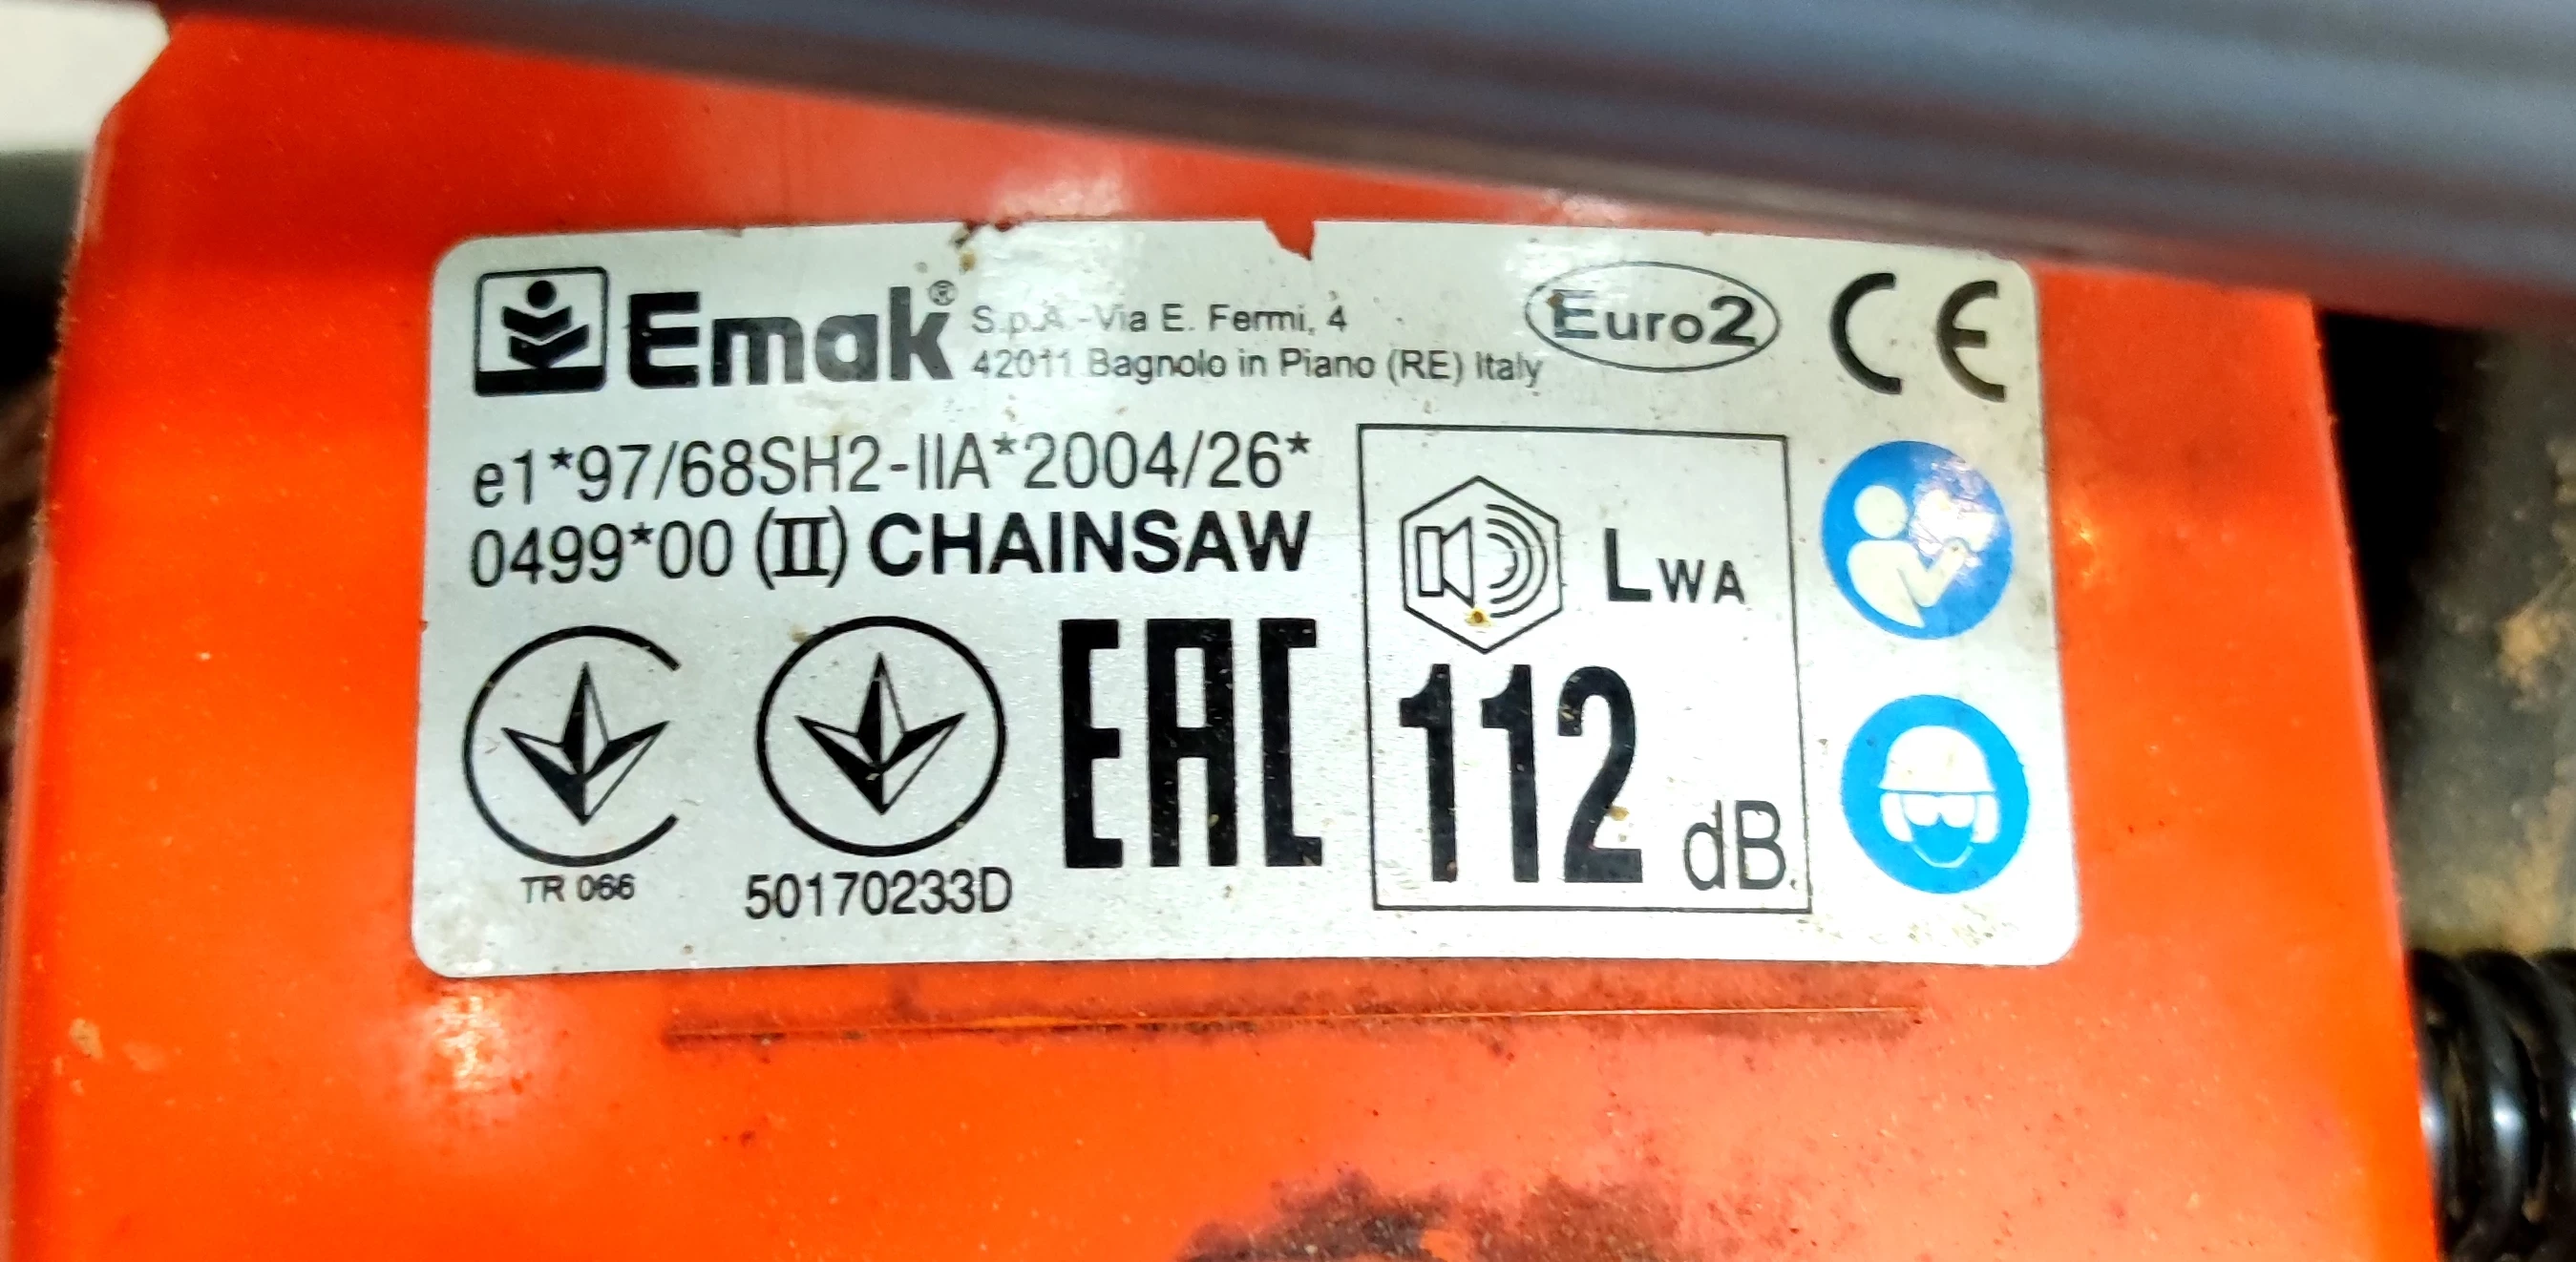 Emak® S.p.A.-Via E. Fermi, 4
42011 Bagnolo in Piano (RE) Italy
Euro2
CE
e1*97/68SH2-IIA*2004/26*
0499*00 (II) CHAINSAW
LWA
112 dB
EAC
TR 066
50170233D